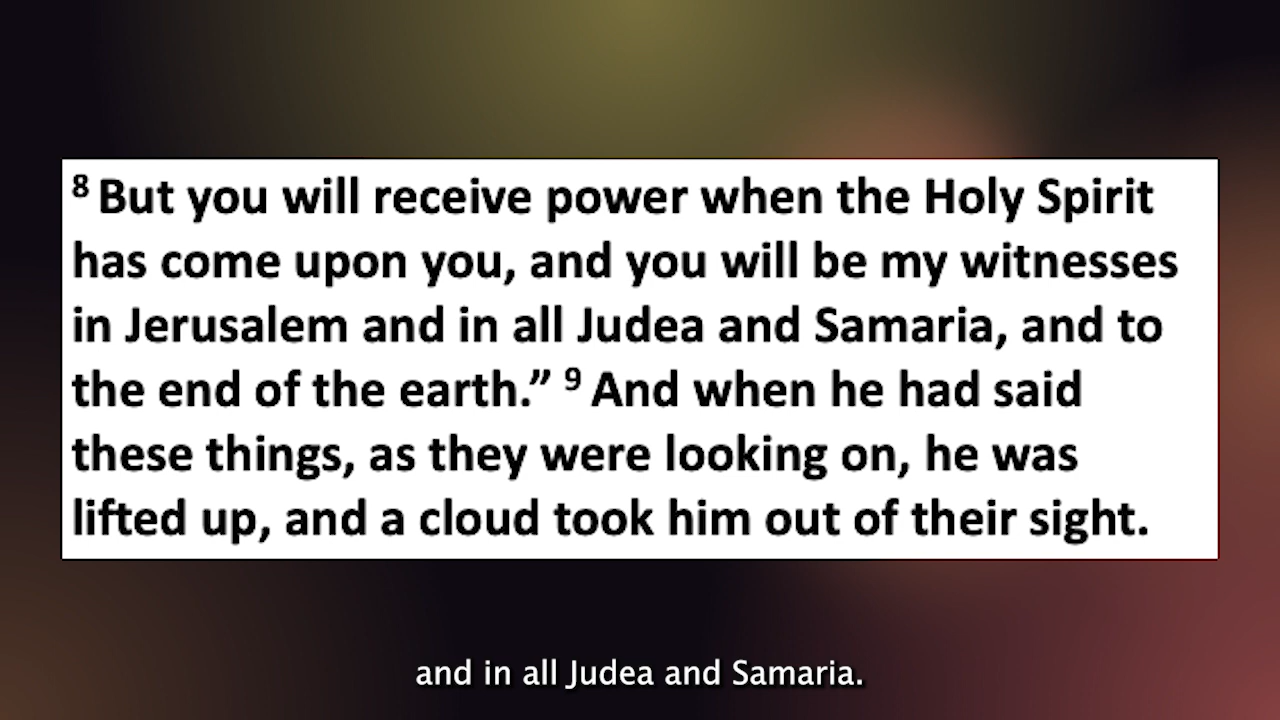 8 But you will receive power when the Holy Spirit
has come upon you, and you will be my witnesses
in Jerusalem and in all Judea and Samaria, and to
the end of the earth.” 9 And when he had said
these things, as they were looking on, he was
lifted up, and a cloud took him out of their sight.
and in all Judea and Samaria.